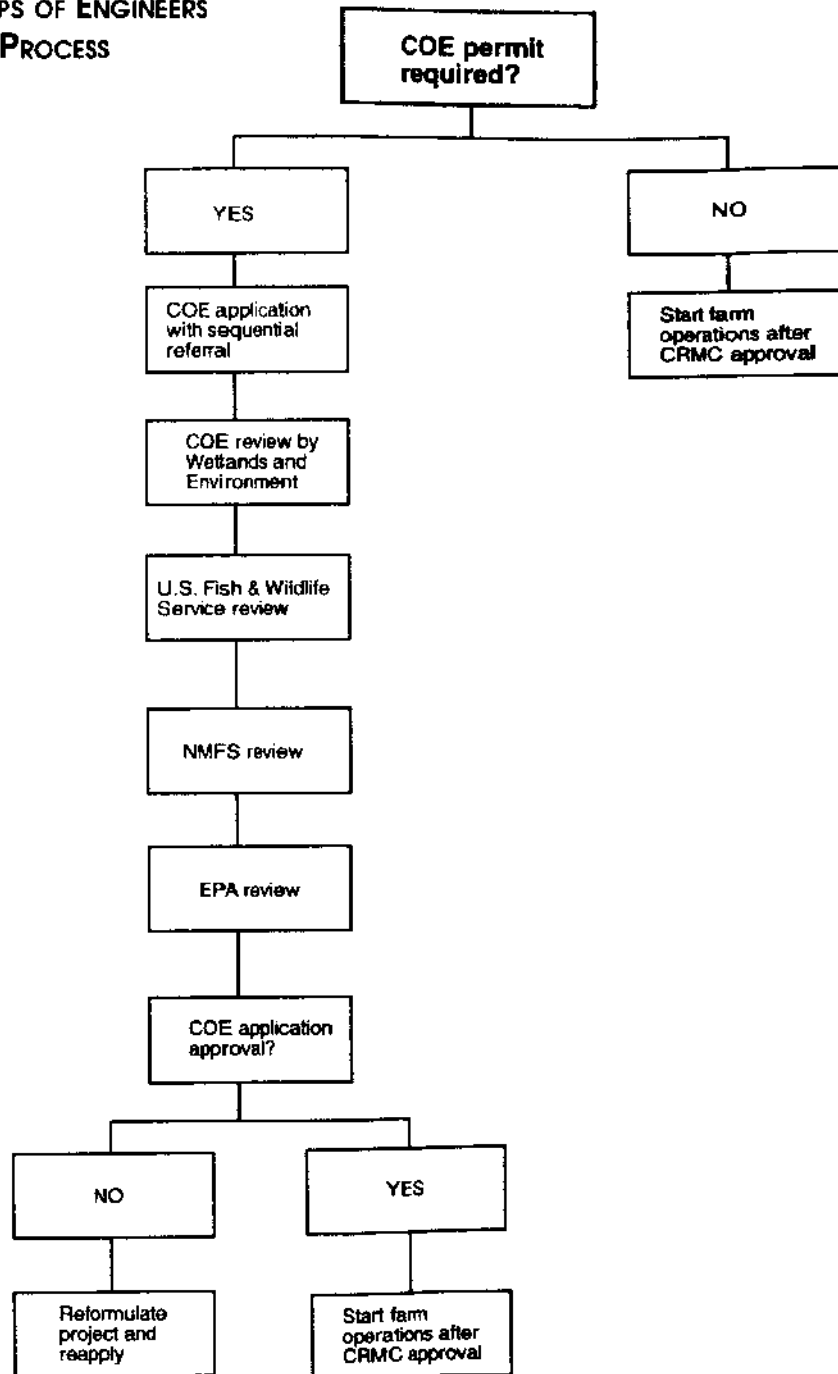 OF ENGINEERS
PROCESS
COE permit
required?
YES
NO
COE application
with sequential
referral
Start farm
operations after
CRMC approval
COE review by
Wetlands and
Environment
U.S. Fish & Wildlife
Service review
NMFS review
EPA review
COE application
approval?
NO
YES
Reformulate
project and
reapply
Start farm
operations after
CRMC approval